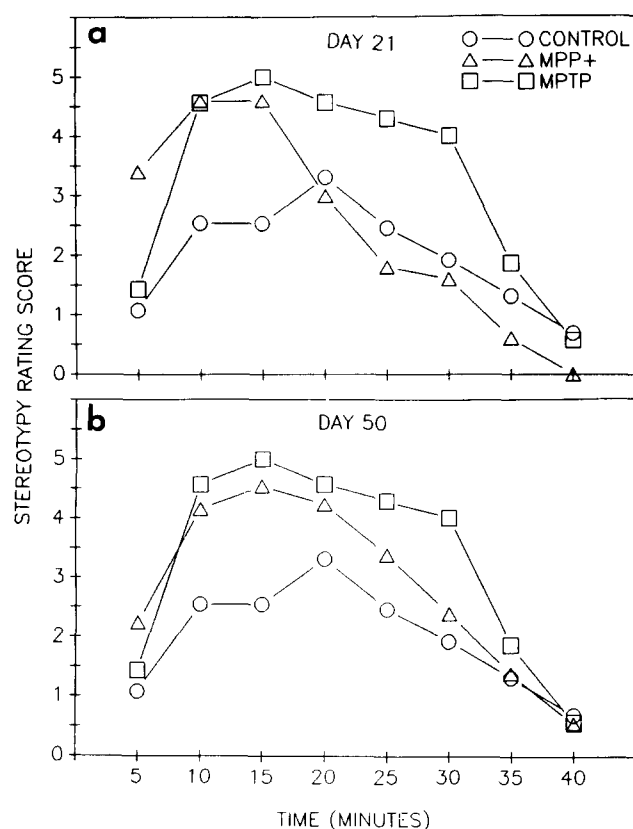 a
DAY 21
CONTROL
MPP+
MPTP
5
4
3
2
1
0
b
DAY 50
5
4
3
2
1
0
STEREOTYPY RATING SCORE
5 10 15 20 25 30 35 40
TIME (MINUTES)